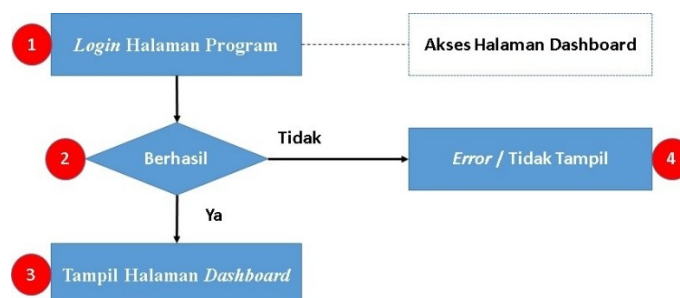 1
Login Halaman Program
Akses Halaman Dashboard
2
Berhasil
Tidak
Error / Tidak Tampil
4
Ya
3
Tampil Halaman Dashboard